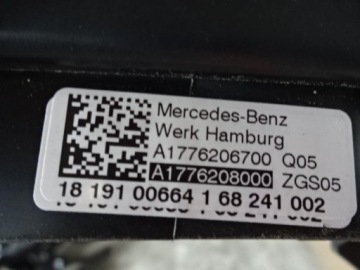 Mercedes-Benz
Werk Hamburg
A1776206700 Q05
A1776208000 ZGS05
18 191 00664 1 68 241 002